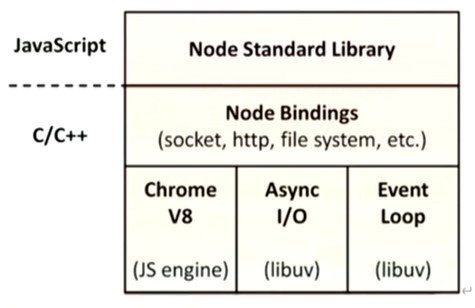 JavaScript
Node Standard Library
C/C++
Node Bindings
(socket, http, file system, etc.)
Chrome
V8
(JS engine)
Async
I/O
(libuv)
Event
Loop
(libuv)